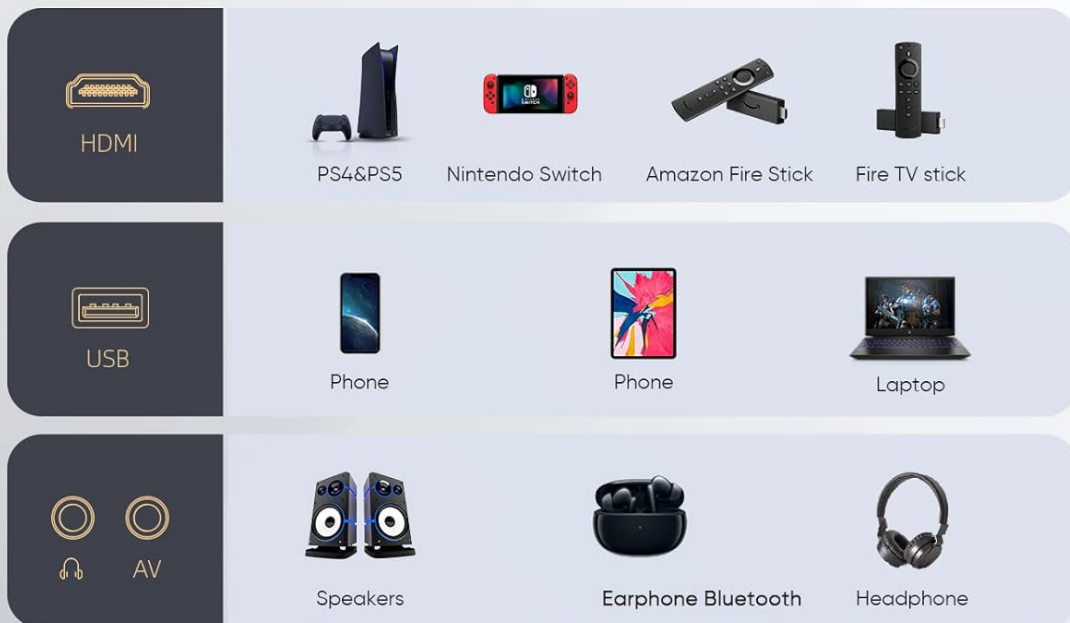 HDMI
PS4&PS5
Nintendo Switch
Amazon Fire Stick
Fire TV stick
USB
Phone
Phone
Laptop
AV
Speakers
Earphone Bluetooth
Headphone